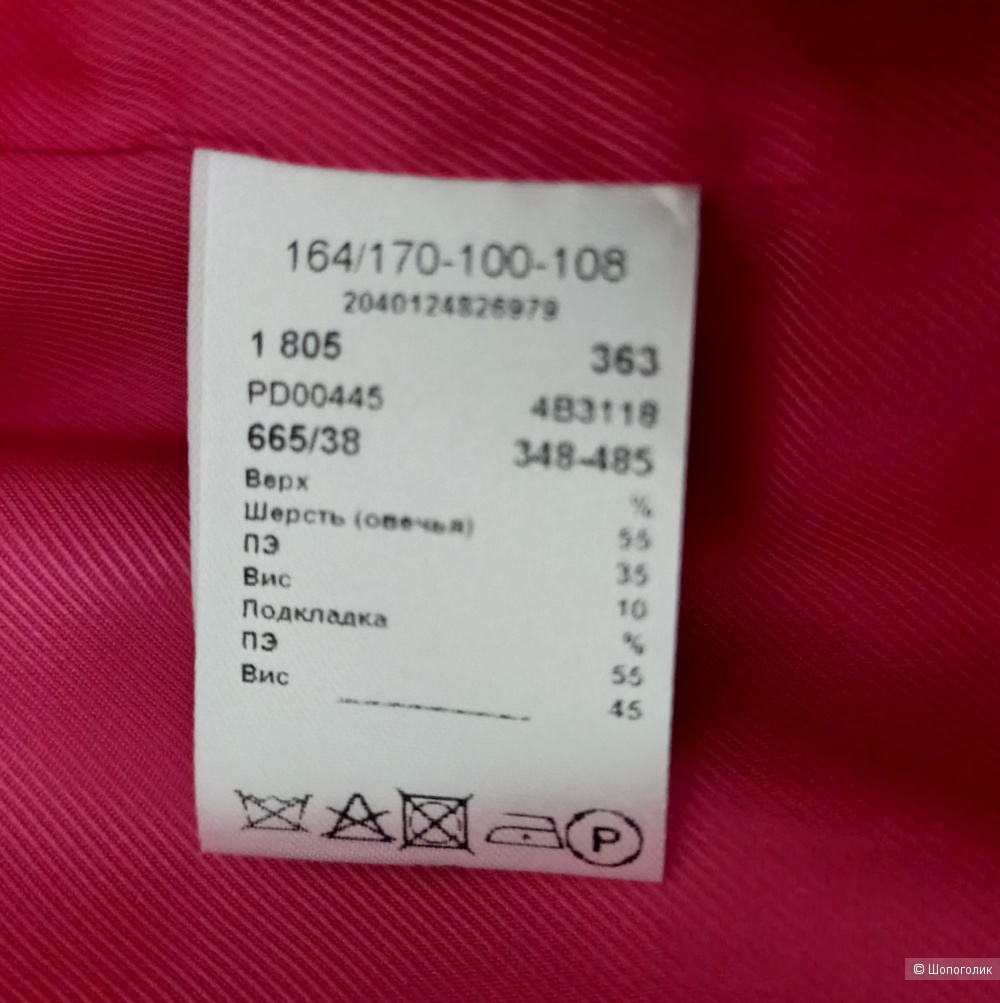 164/170-100-108
2040124826979
1 805 363
PD00445 4B3118
665/38 348-485
Верх %
Шерсть (овечья) 55
ПЭ 35
Вис 10
Подкладка %
ПЭ 55
Вис 45
P
© Шопоголик